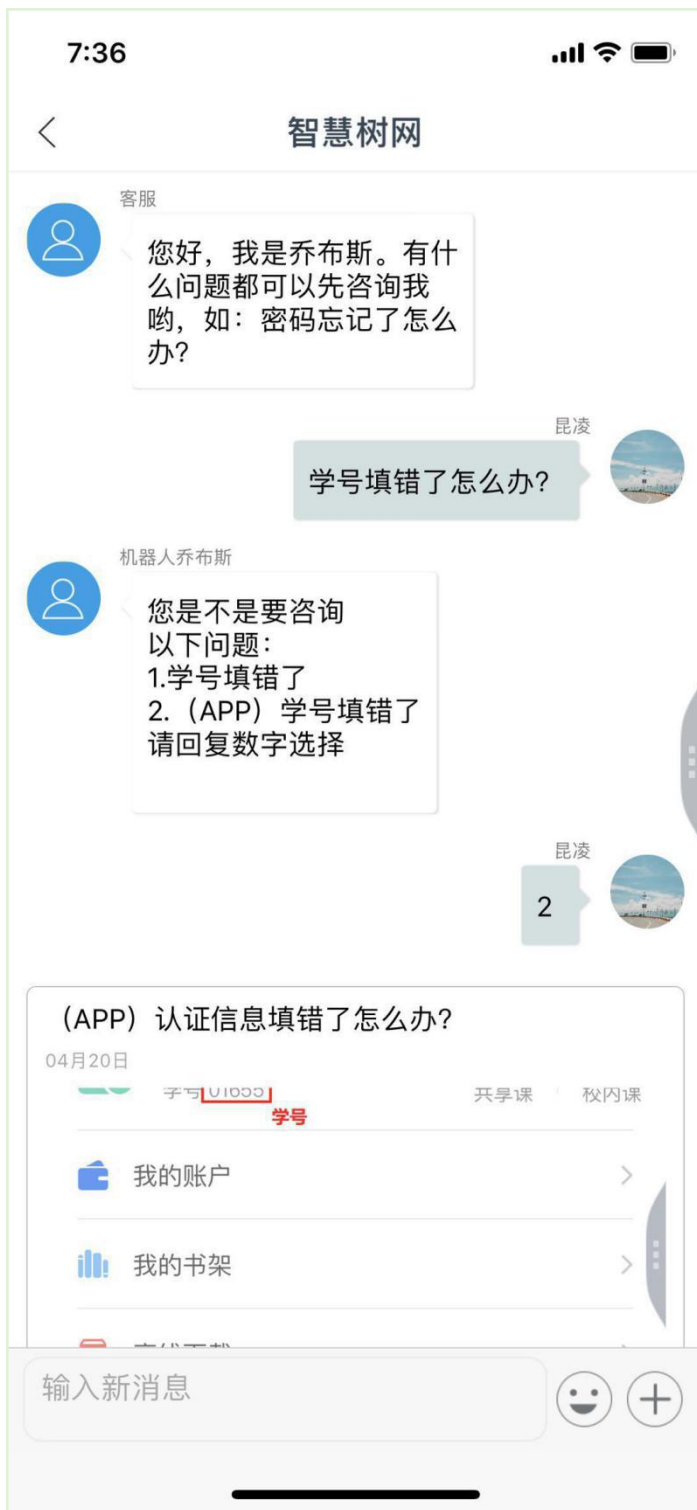 7:36
智慧树网
客服
您好，我是乔布斯。有什
么问题都可以先咨询我
哟，如：密码忘记了怎么
办？
昆凌
学号填错了怎么办？
机器人乔布斯
您是不是要咨询
以下问题：
1.学号填错了
2.（APP）学号填错了
请回复数字选择
昆凌
2
（APP）认证信息填错了怎么办？
04月20日
学号 01655 共享课 校内课
学号
我的账户
我的书架
输入新消息